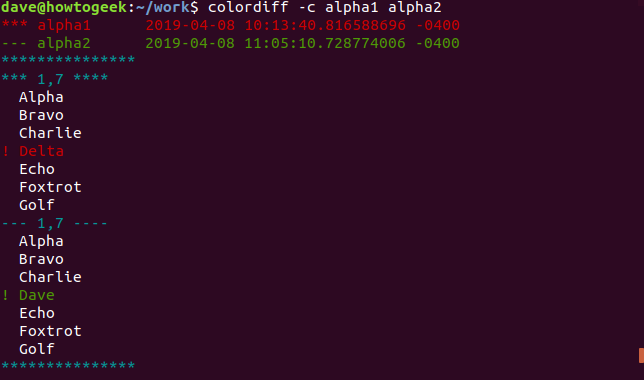 dave@howtogeek:~/work$ colordiff -c alpha1 alpha2
*** alpha1      2019-04-08 10:13:40.816588696 -0400
--- alpha2      2019-04-08 11:05:10.728774006 -0400
***************
*** 1,7 ****
  Alpha
  Bravo
  Charlie
! Delta
  Echo
  Foxtrot
  Golf
--- 1,7 ----
  Alpha
  Bravo
  Charlie
! Dave
  Echo
  Foxtrot
  Golf
***************